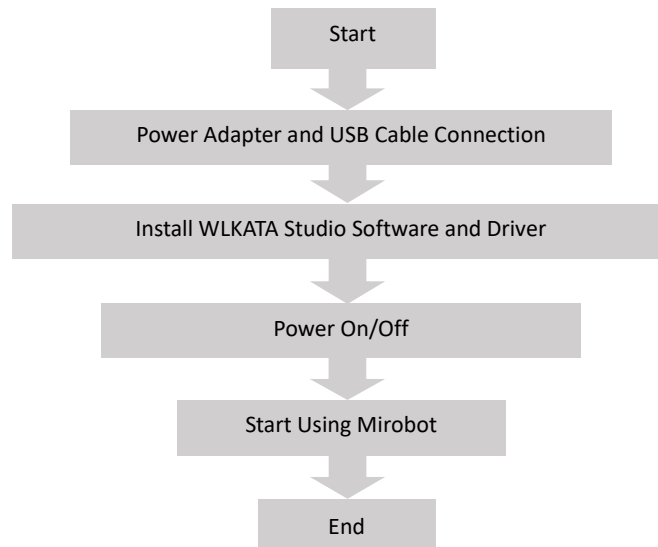 Start
Power Adapter and USB Cable Connection
Install WLKATA Studio Software and Driver
Power On/Off
Start Using Mirobot
End